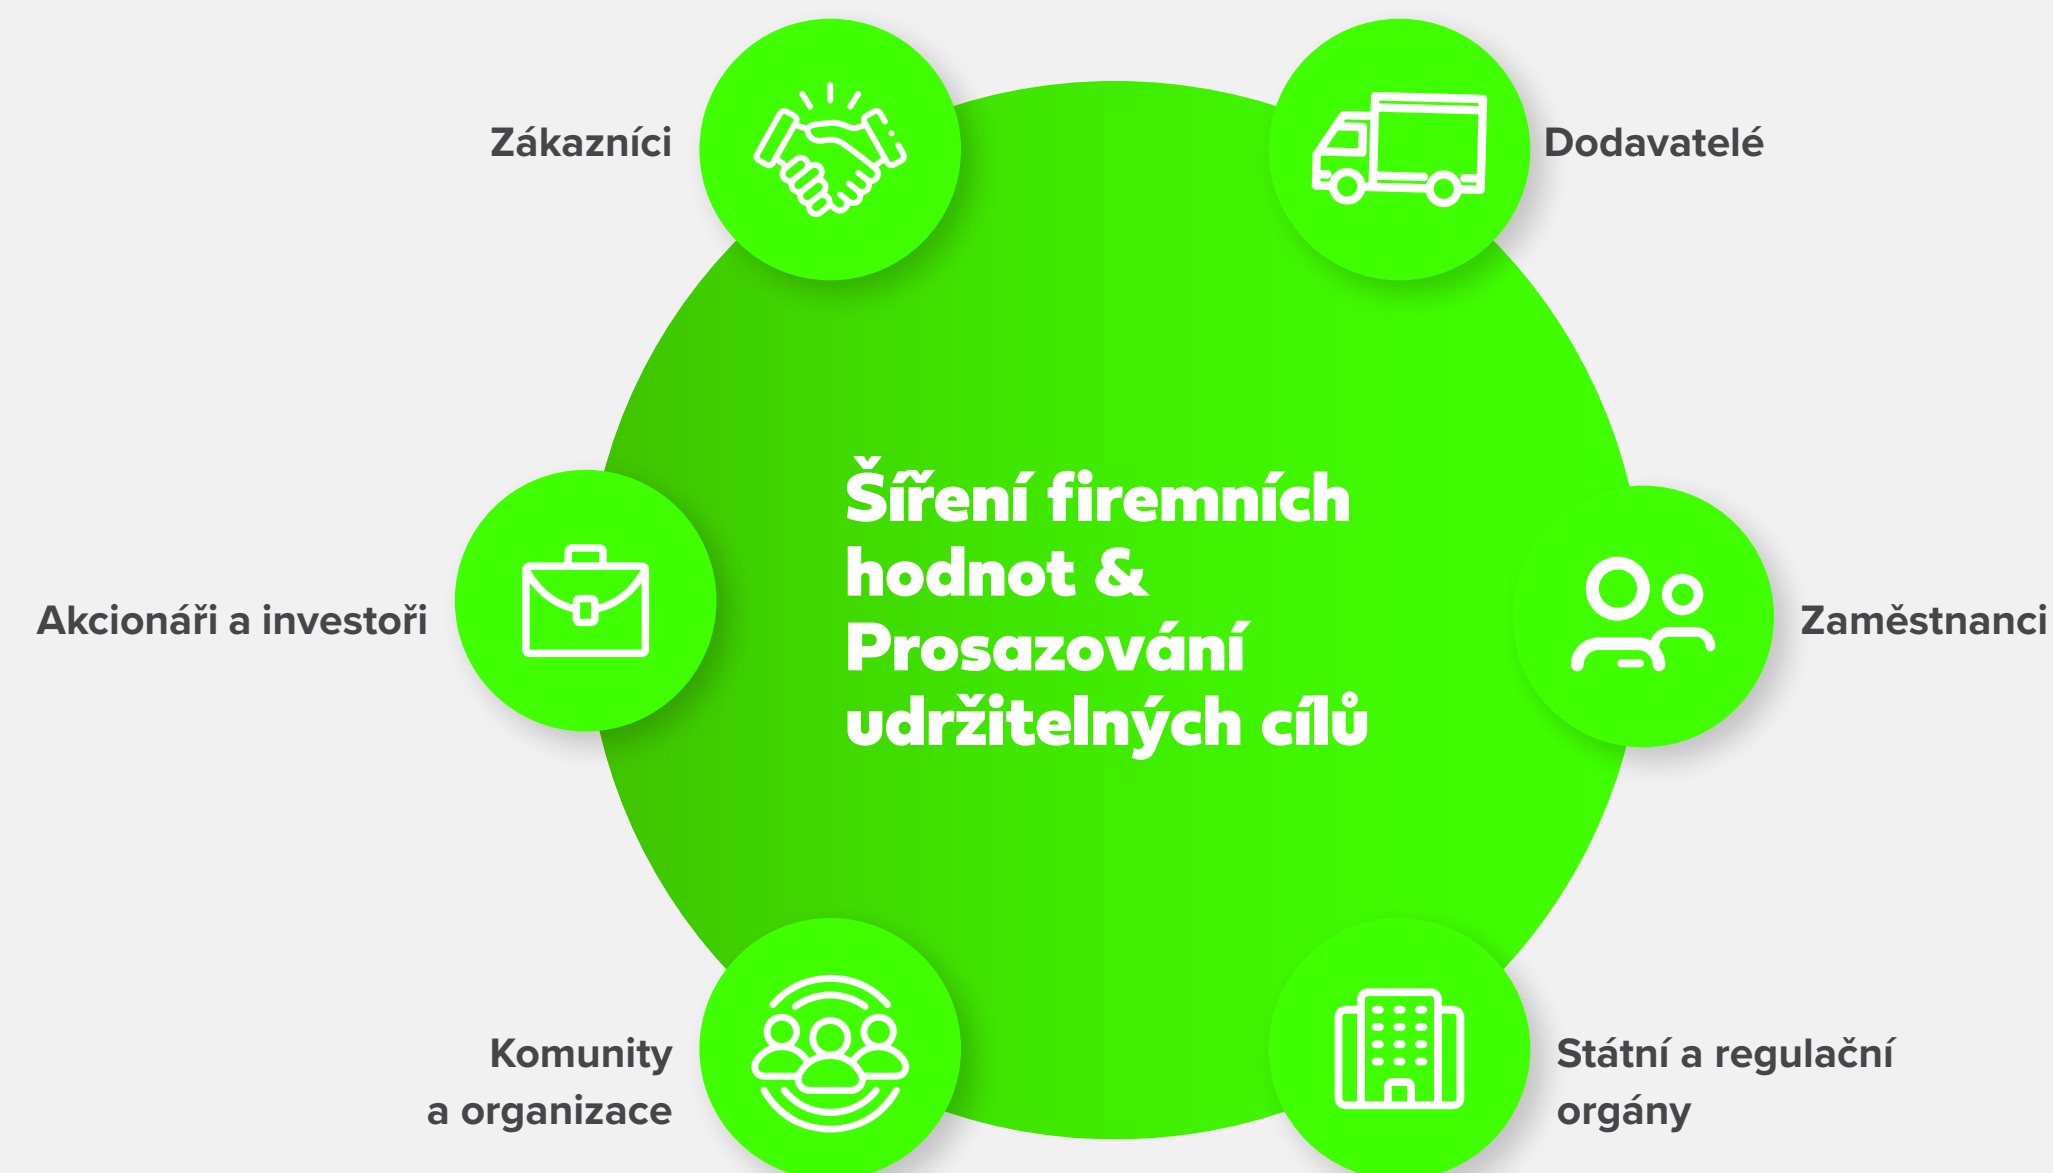 Zákazníci
Dodavatelé
Šíření firemních
hodnot &
Prosazování
udržitelných cílů
Akcionáři a investoři
Zaměstnanci
Komunity
a organizace
Státní a regulační
orgány